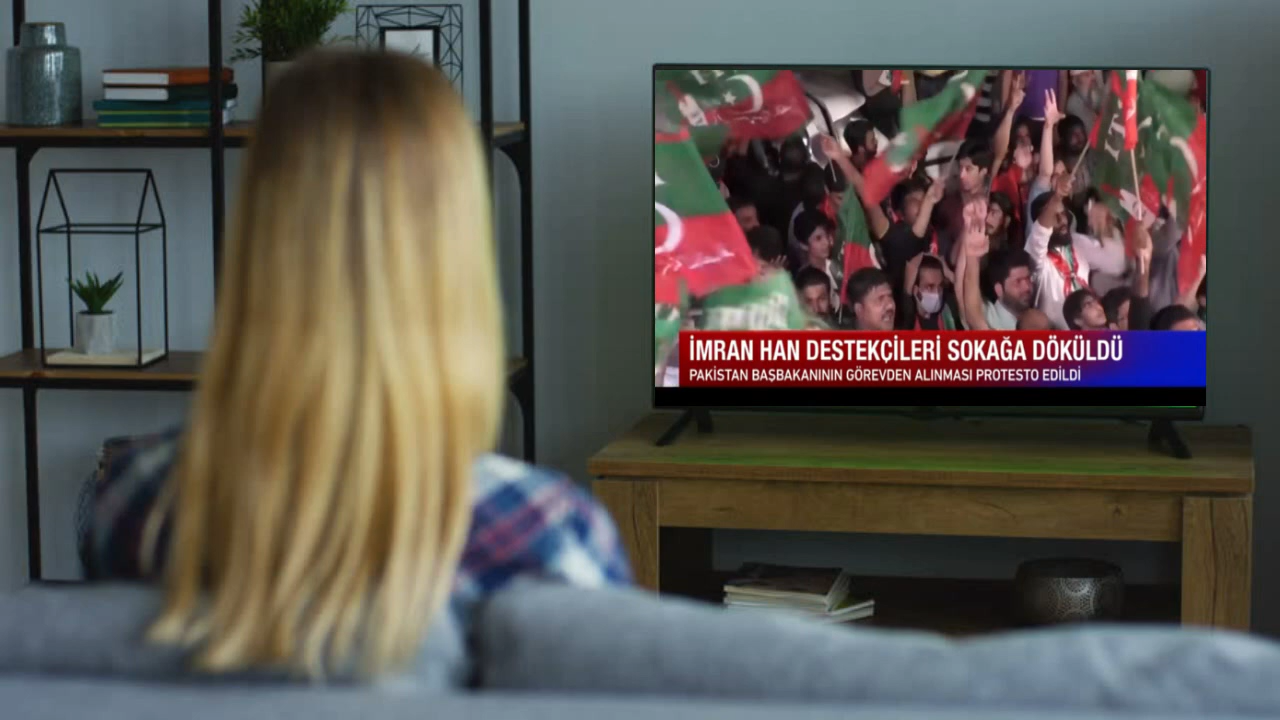 İMRAN HAN DESTEKÇİLERİ SOKAĞA DÖKÜLDÜ
PAKİSTAN BAŞBAKANININ GÖREVDEN ALINMASI PROTESTO EDİLDİ